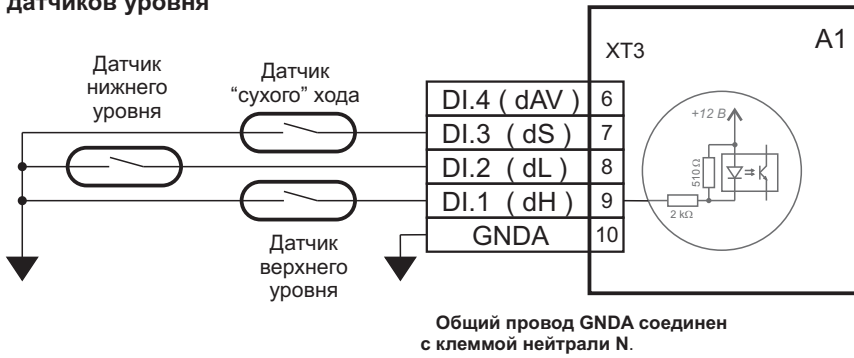 датчиков уровня
A1
XT3
Датчик
нижнего
уровня
Датчик
“сухого” хода
DI.4 ( dAV ) 6
DI.3 ( dS ) 7
DI.2 ( dL ) 8
DI.1 ( dH ) 9
GNDA 10
+12 В
510 Ω
2 kΩ
Датчик
верхнего
уровня
Общий провод GNDA соединен
с клеммой нейтрали N.